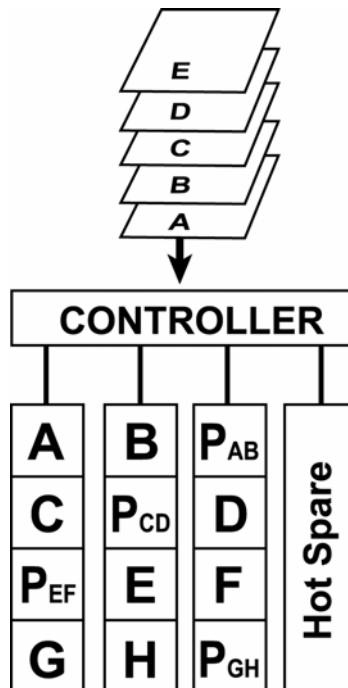 E
D
C
B
A
CONTROLLER
A B PAB
C PCD D
PEF E F
G H PGH
Hot Spare